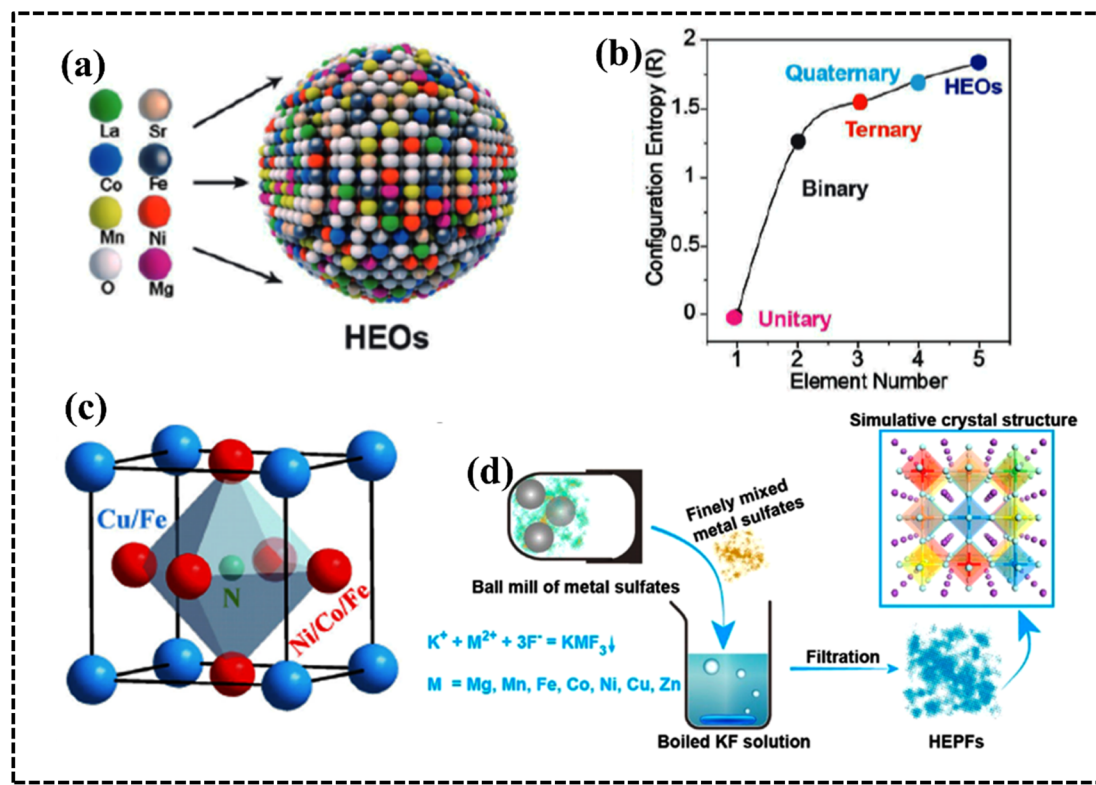 (a)
La
Sr
Co
Fe
Mn
Ni
O
Mg
HEOs
(b)
Configuration Entropy (R)
2
1.5
1
0.5
0
Quaternary
HEOs
Ternary
Binary
Unitary
1 2 3 4 5
Element Number
(c)
Cu/Fe
N
Ni/Co/Fe
(d)
Simulative crystal structure
Finely mixed
metal sulfates
Ball mill of metal sulfates
K⁺ + M²⁺ + 3F⁻ = KMF₃↓
M = Mg, Mn, Fe, Co, Ni, Cu, Zn
Filtration
Boiled KF solution
HEPFs